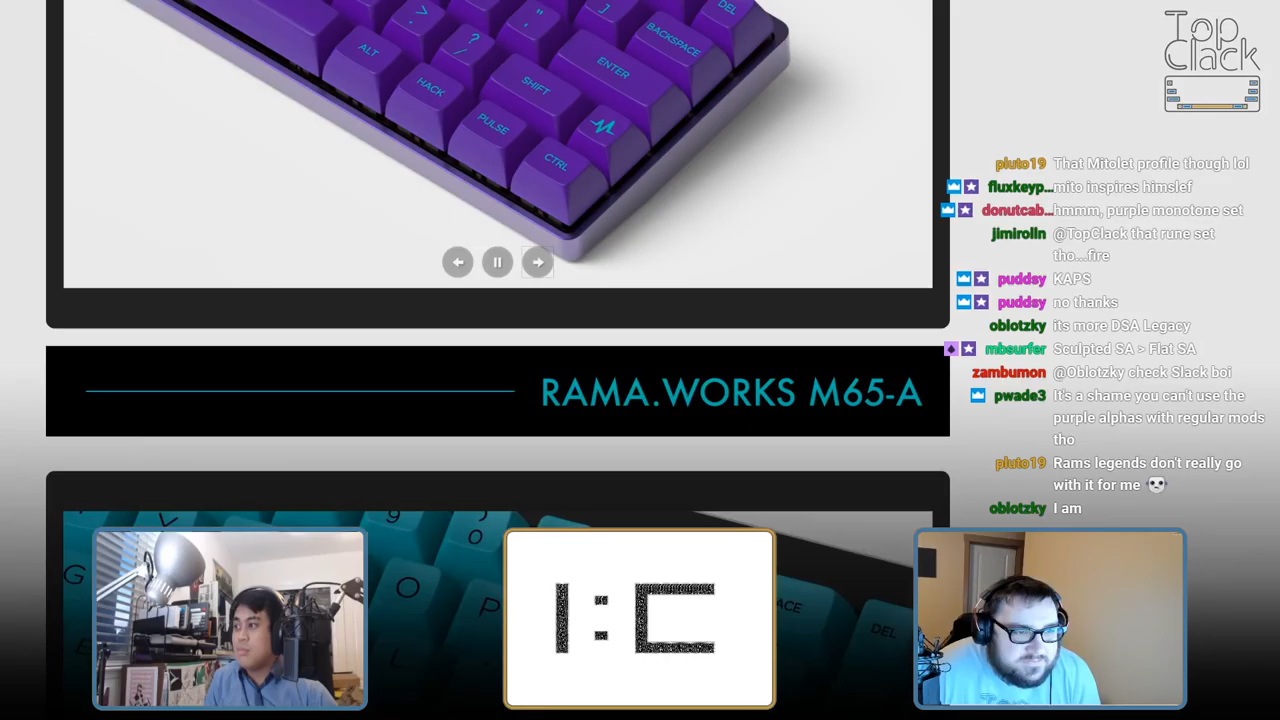 DEL
BACKSPACE
ENTER
ALT
SHIFT
HACK
PULSE
CTRL
> .
? /
" '
]
Top
Clack
RAMA.WORKS M65-A
G
O
P
L
9
DEL
I:C
pluto19 That Mitolet profile though lol
fluxkeyp... mito inspires himslef
donutcab... hmmm, purple monotone set
jimirolln @TopClack that rune set
tho...fire
puddsy KAPS
puddsy no thanks
oblotzky its more DSA Legacy
mbsurfer Sculpted SA > Flat SA
zambumon @Oblotzky check Slack boi
pwade3 It's a shame you can't use the
purple alphas with regular mods
tho
pluto19 Rams legends don't really go
with it for me
oblotzky I am